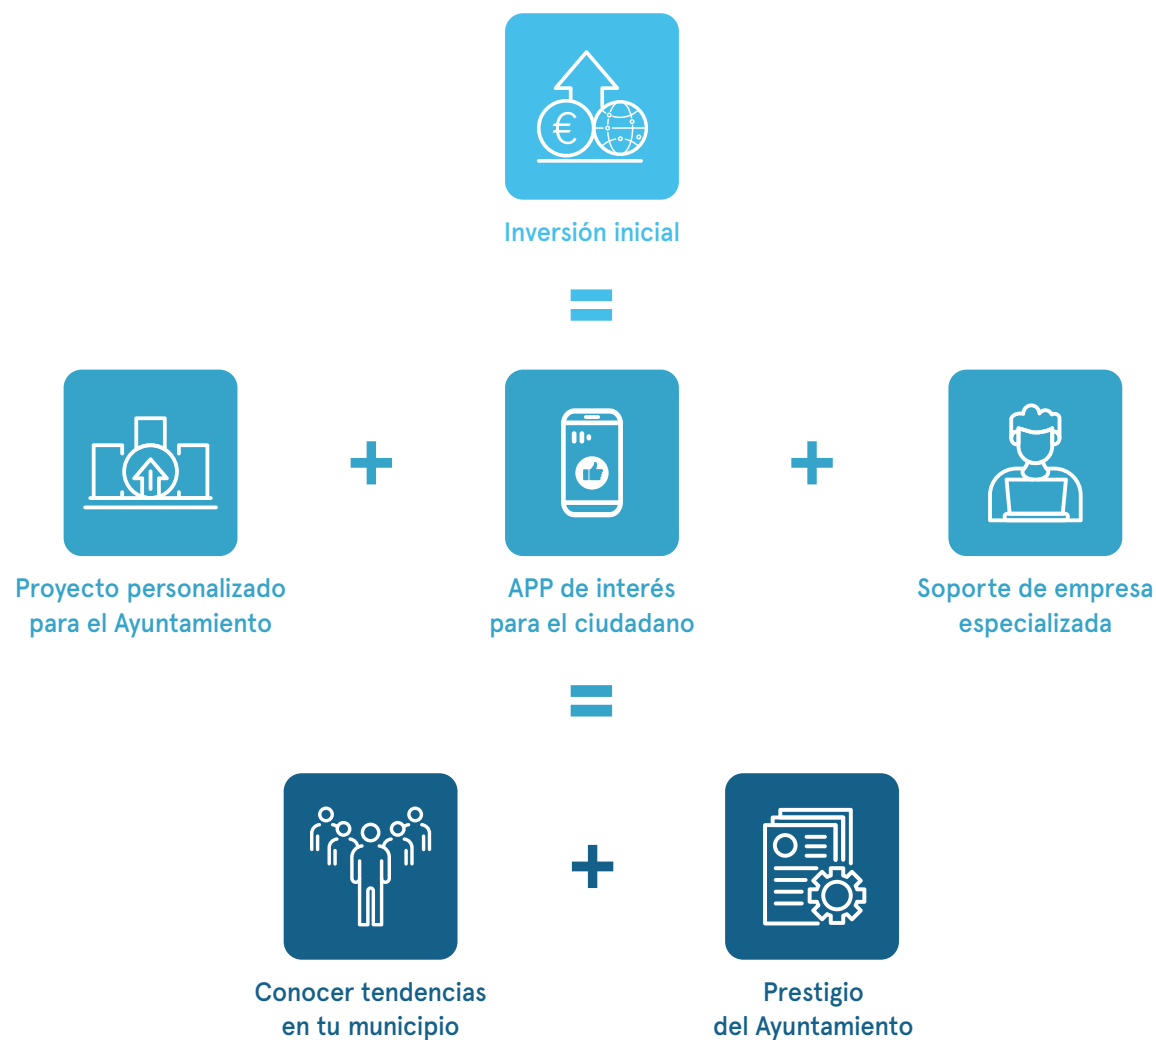 €
Inversión inicial
=
+
+
Proyecto personalizado
para el Ayuntamiento
APP de interés
para el ciudadano
Soporte de empresa
especializada
=
+
Conocer tendencias
en tu municipio
Prestigio
del Ayuntamiento